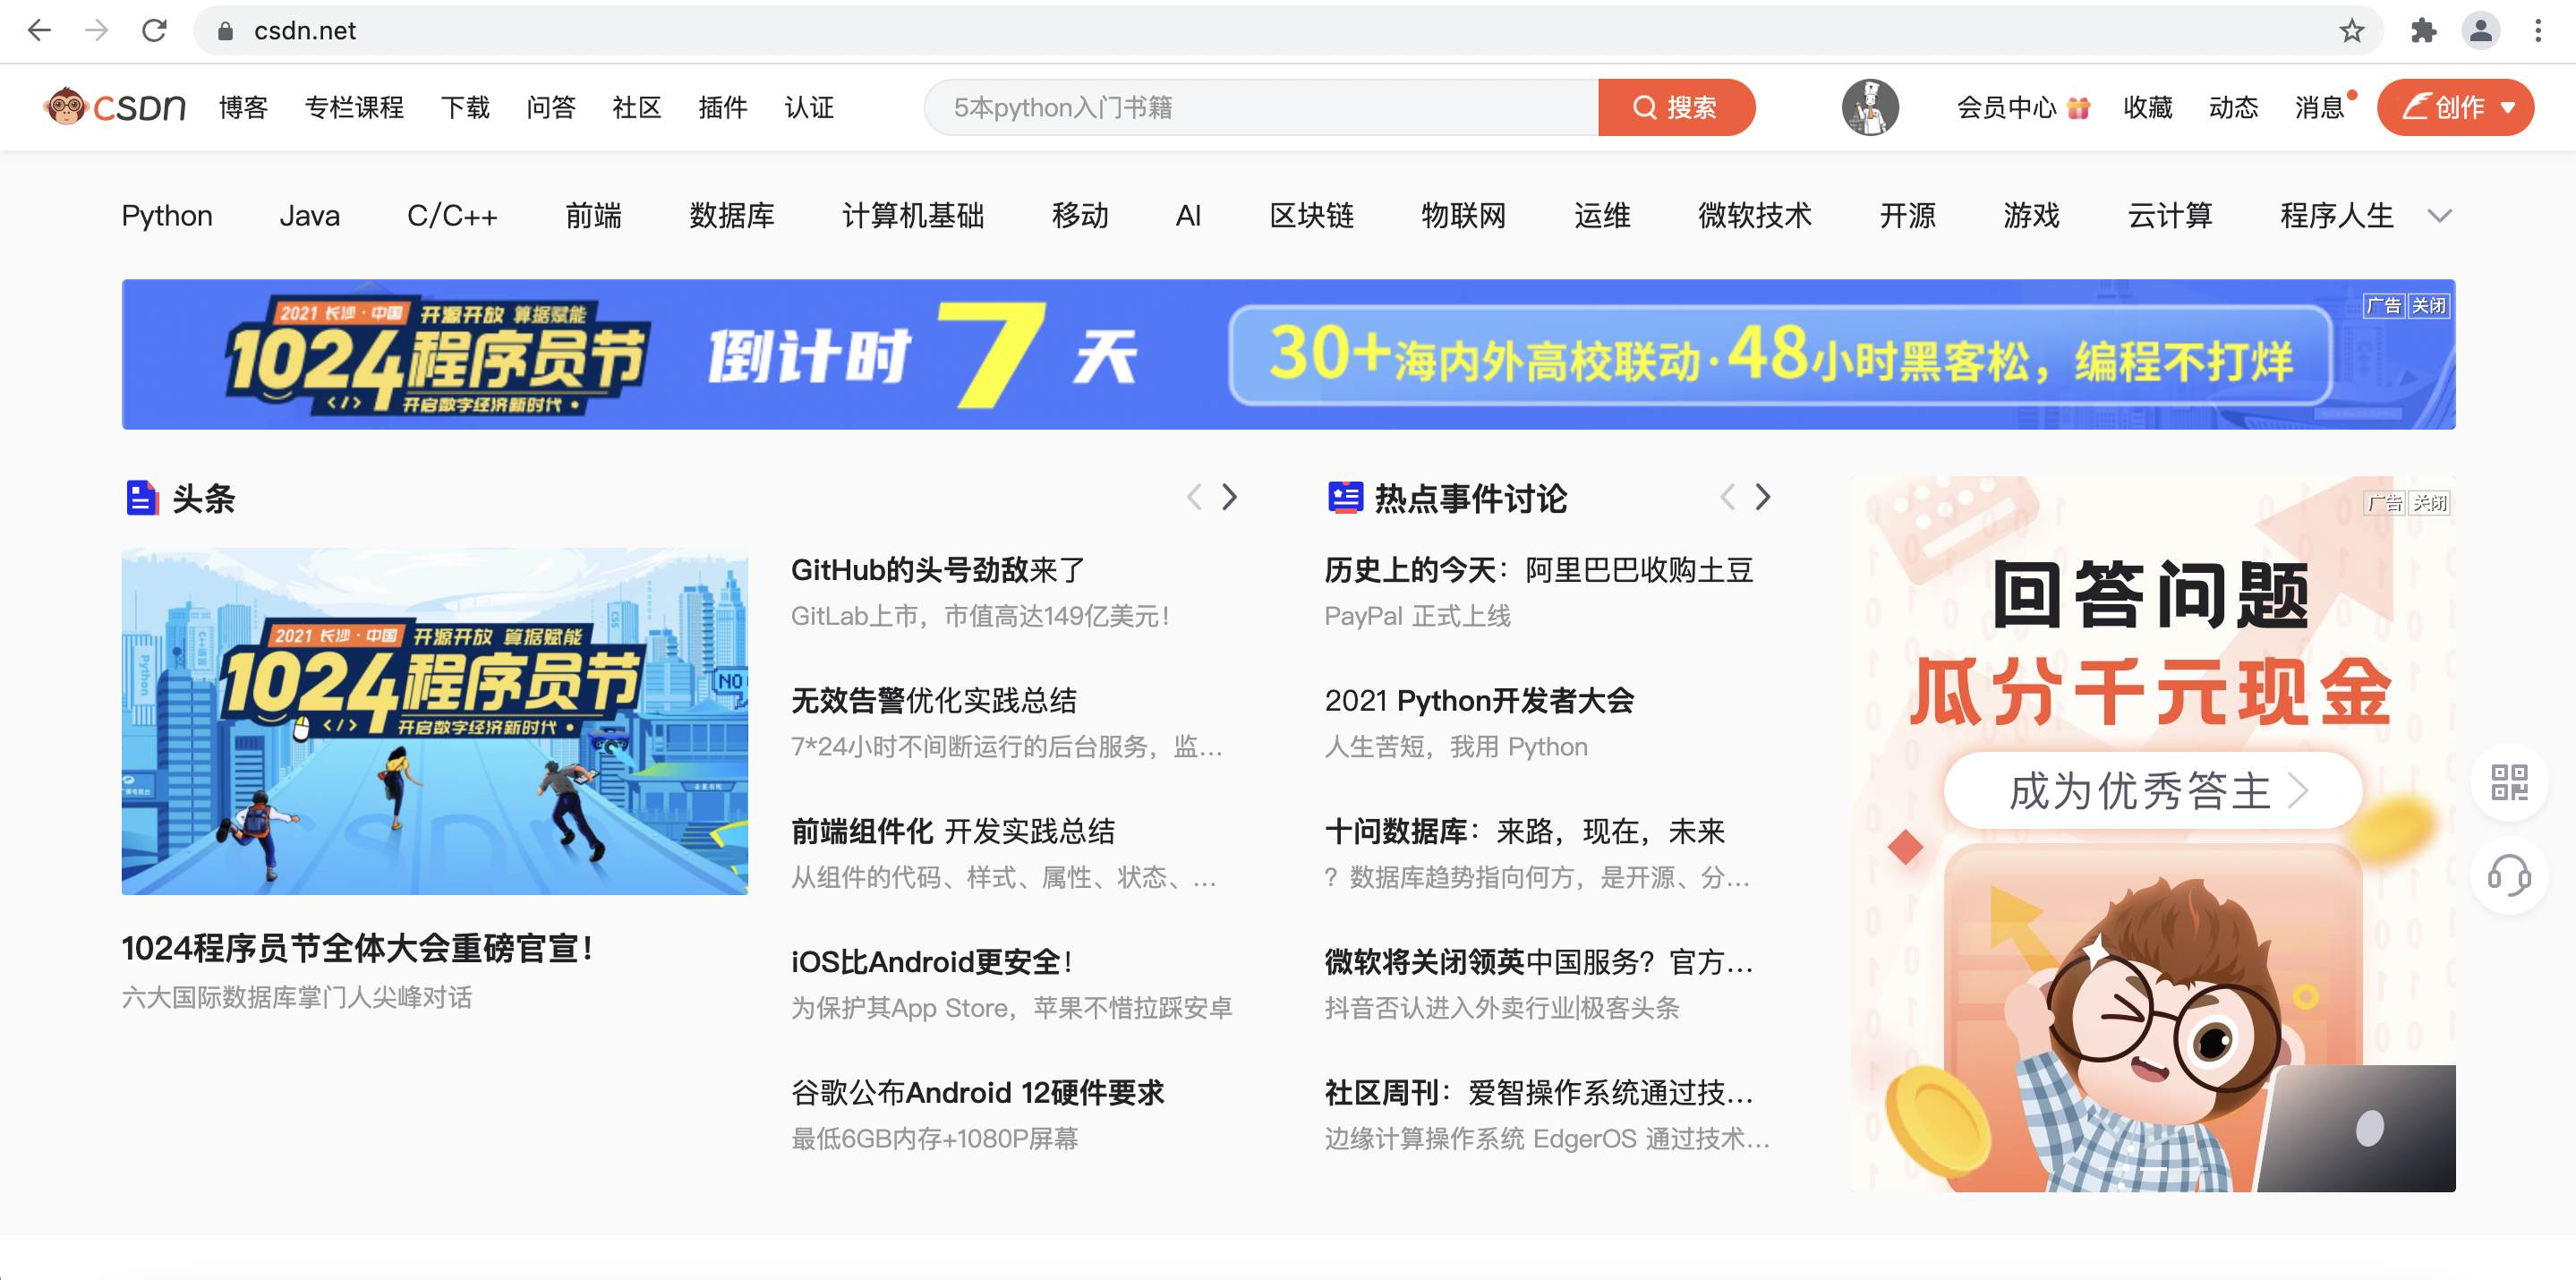 csdn.net
CSDN 博客 专栏课程 下载 问答 社区 插件 认证 5本python入门书籍 搜索 会员中心 收藏 动态 消息 创作
Python Java C/C++ 前端 数据库 计算机基础 移动 AI 区块链 物联网 运维 微软技术 开源 游戏 云计算 程序人生
2021 长沙·中国 开源开放 算据赋能
1024程序员节
</> 开启数字经济新时代
倒计时 7 天
30+海内外高校联动·48小时黑客松，编程不打烊
广告 关闭
头条
2021 长沙·中国 开源开放 算据赋能
1024程序员节
</> 开启数字经济新时代
Python
C++
CSS
NO
CSDN
1024程序员节全体大会重磅官宣！
六大国际数据库掌门人尖峰对话
GitHub的头号劲敌来了
GitLab上市，市值高达149亿美元！
无效告警优化实践总结
7*24小时不间断运行的后台服务，监...
前端组件化 开发实践总结
从组件的代码、样式、属性、状态、...
iOS比Android更安全！
为保护其App Store，苹果不惜拉踩安卓
谷歌公布Android 12硬件要求
最低6GB内存+1080P屏幕
热点事件讨论
历史上的今天：阿里巴巴收购土豆
PayPal 正式上线
2021 Python开发者大会
人生苦短，我用 Python
十问数据库：来路，现在，未来
？数据库趋势指向何方，是开源、分...
微软将关闭领英中国服务？官方...
抖音否认进入外卖行业|极客头条
社区周刊：爱智操作系统通过技...
边缘计算操作系统 EdgerOS 通过技术...
广告 关闭
回答问题
瓜分千元现金
成为优秀答主